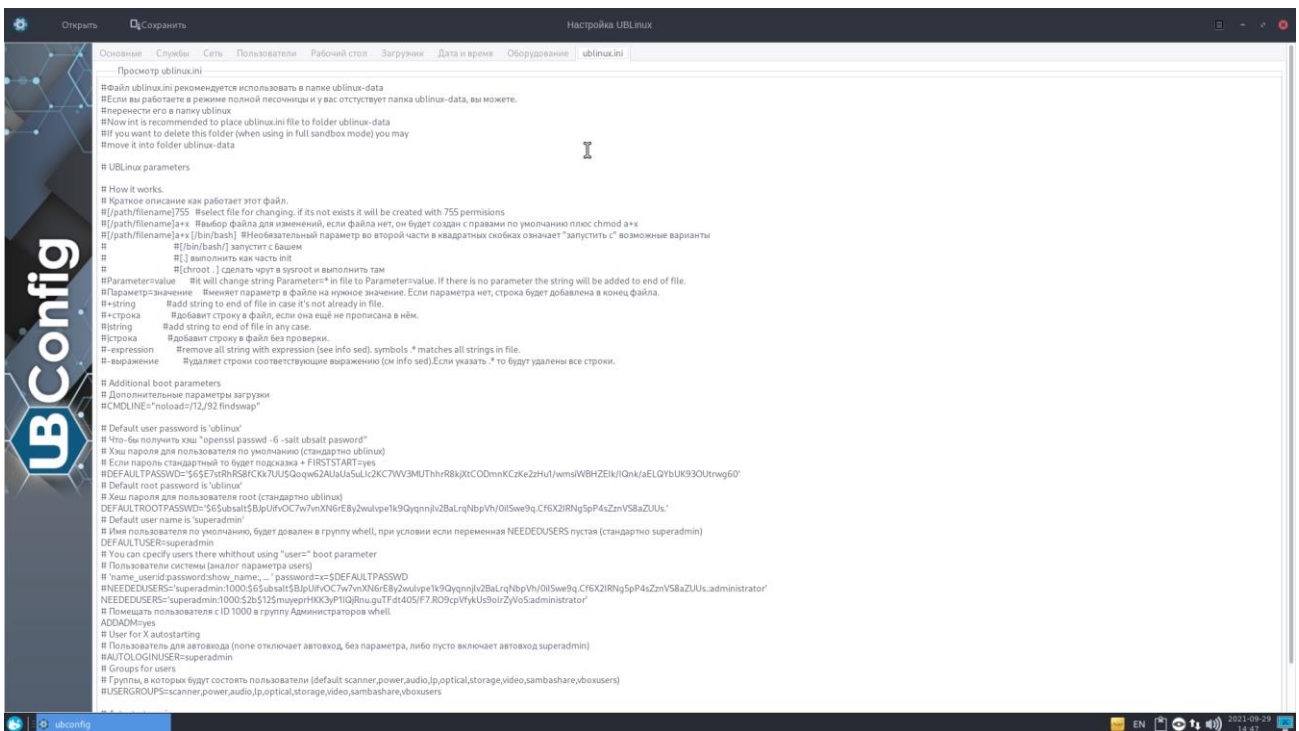 Открыть Сохранить Настройка UBLinux
Основные Службы Сеть Пользователи Рабочий стол Загрузчик Дата и время Оборудование ublinux.ini
Просмотр ublinux.ini
#Файл ublinux.ini рекомендуется использовать в папке ublinux-data
#Если вы работаете в режиме полной песочницы и у вас отстуствует папка ublinux-data, вы можете.
#перенести его в папку ublinux
#Now int is recommended to place ublinux.ini file to folder ublinux-data
#If you want to delete this folder (when using in full sandbox mode) you may
#move it into folder ublinux-data
# UBLinux parameters
# How it works.
# Краткое описание как работает этот файл.
#[/path/filename]755 #select file for changing. if its not exists it will be created with 755 permisions
#[/path/filename]a+x #выбор файла для изменений, если файла нет, он будет создан с правами по умолчанию плюс chmod a+x
#[/path/filename]a+x [/bin/bash] #Необязательный параметр во второй части в квадратных скобках означает "запустить с" возможные варианты
# #[/bin/bash/] запустит с башем
# #[.] выполнить как часть init
# #[chroot .] сделать чрут в sysroot и выполнить там
#Parameter=value #it will change string Parameter=* in file to Parameter=value. If there is no parameter the string will be added to end of file.
#Параметр=значение #меняет параметр в файле на нужное значение. Если параметра нет, строка будет добавлена в конец файла.
#+string #add string to end of file in case it's not already in file.
#+строка #добавит строку в файл, если она ещё не прописана в нём.
#|string #add string to end of file in any case.
#|строка #добавит строку в файл без проверки.
#-expression #remove all string with expression (see info sed). symbols .* matches all strings in file.
#-выражение #удаляет строки соответствующие выражению (см info sed).Если указать .* то будут удалены все строки.
# Additional boot parameters
# Дополнительные параметры загрузки
#CMDLINE="noload=/12,/92 findswap"
# Default user password is 'ublinux'
# Что-бы получить хэш "openssl passwd -6 -salt ubsalt pasword"
# Хэш пароля для пользователя по умолчанию (стандартно ublinux)
# Если пароль стандартный то будет подсказка + FIRSTSTART=yes
# Default root password is 'ublinux'
# Хеш пароля для пользователя root (стандартно ublinux)
# Default user name is 'superadmin'
# Имя пользователя по умолчанию, будет довален в группу whell, при условии если переменная NEEDEDUSERS пустая (стандартно superadmin)
DEFAULTUSER=superadmin
# You can cpecify users there whithout using "user=" boot parameter
# Пользователи системы (аналог параметра users)
# 'name_user:id:password:show_name:, ... ' password=x=$DEFAULTPASSWD
# Помещать пользователя с ID 1000 в группу Администраторов whell
ADDADM=yes
# User for X autostarting
# Пользователь для автовхода (none отключает автовход, без параметра, либо пусто включает автовход superadmin)
#AUTOLOGINUSER=superadmin
# Groups for users
# Группы, в которых будут состоять пользователи (default scanner,power,audio,lp,optical,storage,video,sambashare,vboxusers)
#USERGROUPS=scanner,power,audio,lp,optical,storage,video,sambashare,vboxusers
UBConfig
ubconfig EN 2021-09-29
14:47